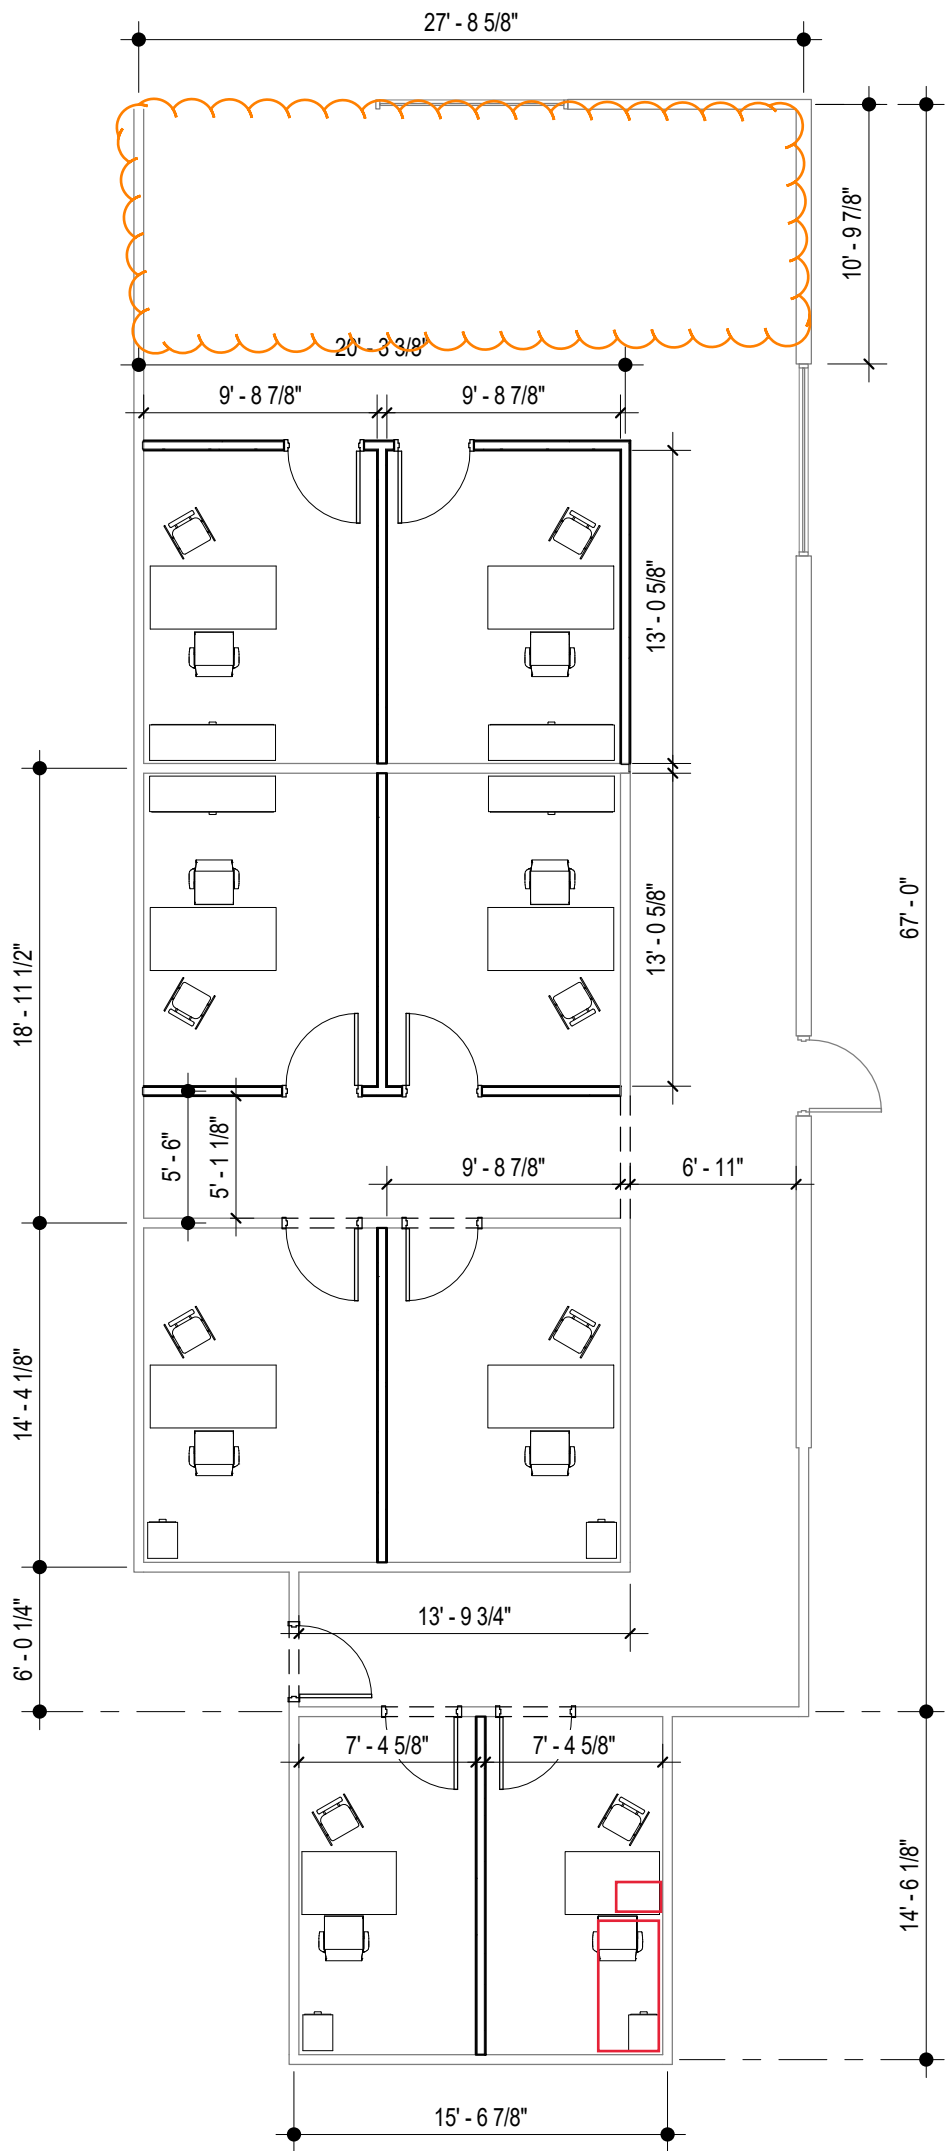 27' - 8 5/8"
10' - 9 7/8"
20' - 3 3/8"
9' - 8 7/8"
9' - 8 7/8"
13' - 0 5/8"
67' - 0"
18' - 11 1/2"
13' - 0 5/8"
5' - 6"
5' - 1 1/8"
9' - 8 7/8"
6' - 11"
14' - 4 1/8"
6' - 0 1/4"
13' - 9 3/4"
7' - 4 5/8"
7' - 4 5/8"
14' - 6 1/8"
15' - 6 7/8"